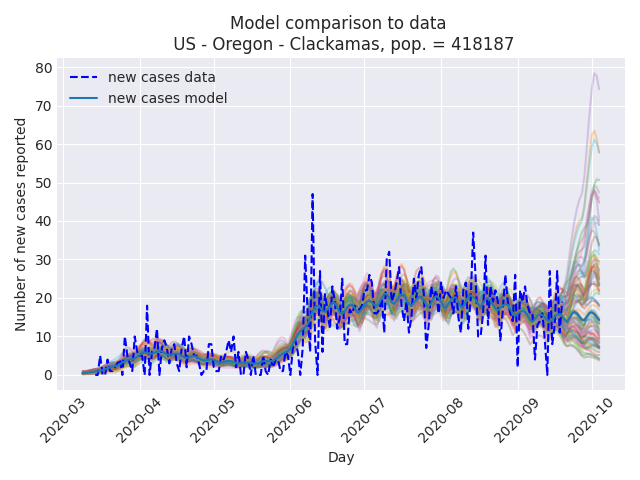 Model comparison to data
US - Oregon - Clackamas, pop. = 418187
new cases data
new cases model
Number of new cases reported
80
70
60
50
40
30
20
10
0
2020-03
2020-04
2020-05
2020-06
2020-07
2020-08
2020-09
2020-10
Day